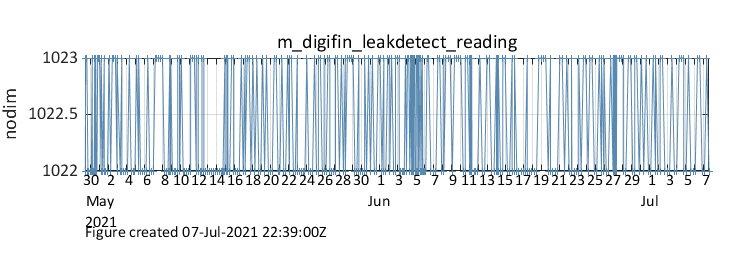 m_digifin_leakdetect_reading
1023
1022.5
1022
nodim
30 2 4 6 8 10 12 14 16 18 20 22 24 26 28 30 1 3 5 7 9 11 13 15 17 19 21 23 25 27 29 1 3 5 7
May Jun Jul
2021
Figure created 07-Jul-2021 22:39:00Z